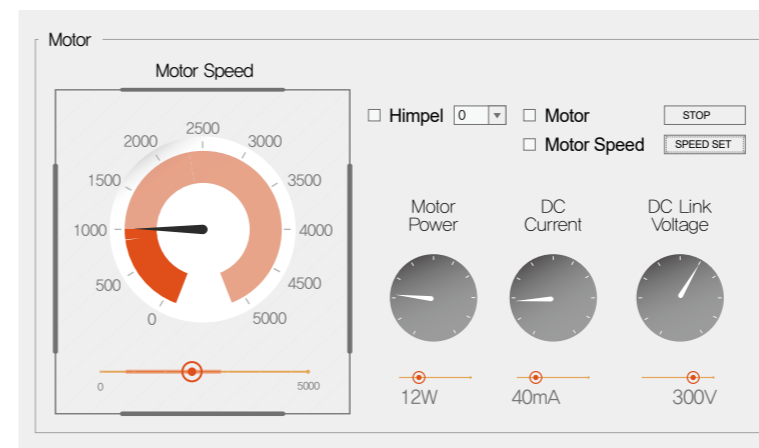 Motor
Motor Speed
2500
2000
3000
1500
3500
1000
4000
500
4500
0
5000
0
5000
Himpel 0
Motor
STOP
Motor Speed
SPEED SET
Motor
Power
DC
Current
DC Link
Voltage
12W
40mA
300V